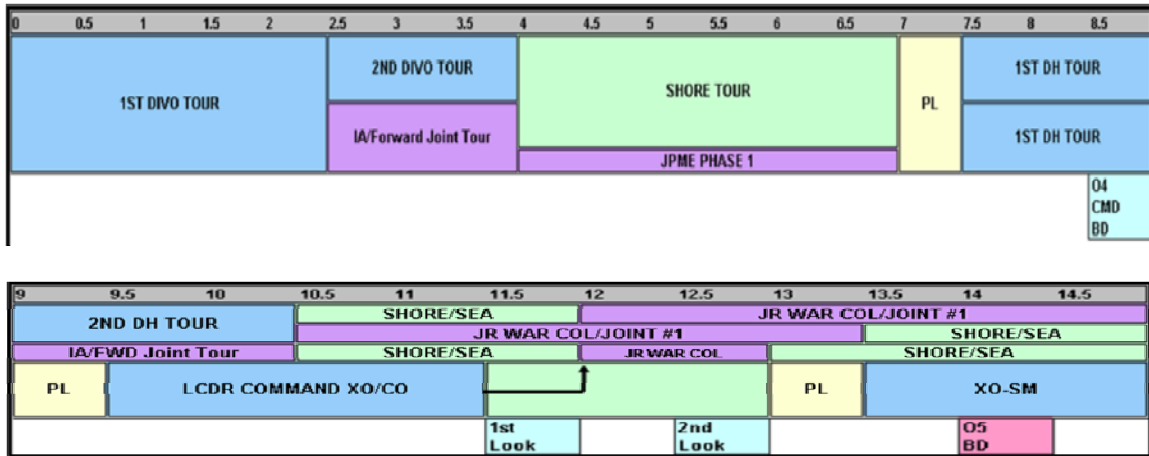 0 0.5 1 1.5 2 2.5 3 3.5 4 4.5 5 5.5 6 6.5 7 7.5 8 8.5
1ST DIVO TOUR
2ND DIVO TOUR
IA/Forward Joint Tour
SHORE TOUR
JPME PHASE 1
PL
1ST DH TOUR
1ST DH TOUR
O4
CMD
BD
9 9.5 10 10.5 11 11.5 12 12.5 13 13.5 14 14.5
2ND DH TOUR
SHORE/SEA
JR WAR COL/JOINT #1
JR WAR COL/JOINT #1
SHORE/SEA
IA/FWD Joint Tour
SHORE/SEA
JR WAR COL
SHORE/SEA
PL
LCDR COMMAND XO/CO
PL
XO-SM
1st
Look
2nd
Look
O5
BD